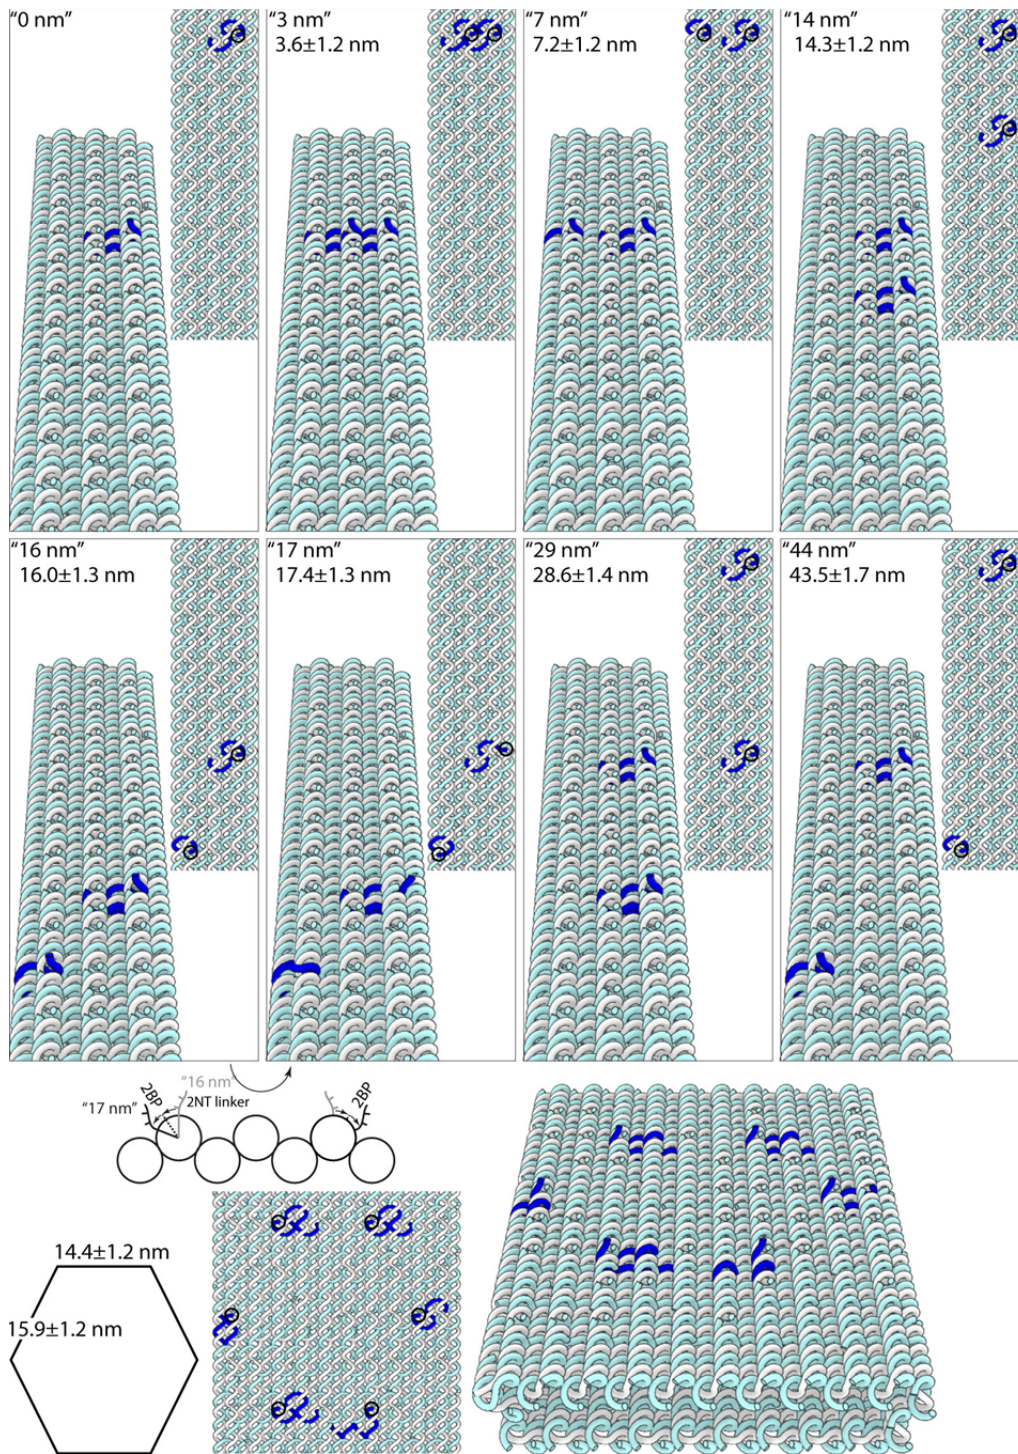 “0 nm”
“3 nm”
3.6±1.2 nm
“7 nm”
7.2±1.2 nm
“14 nm”
14.3±1.2 nm
“16 nm”
16.0±1.3 nm
“17 nm”
17.4±1.3 nm
“29 nm”
28.6±1.4 nm
“44 nm”
43.5±1.7 nm
“16 nm”
2BP
2NT linker
2BP
“17 nm”
14.4±1.2 nm
15.9±1.2 nm